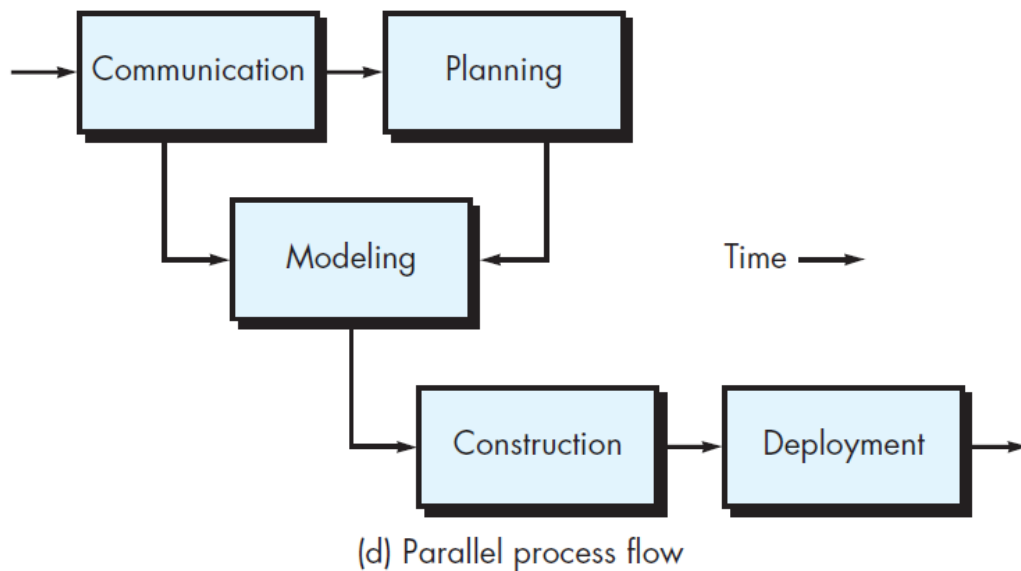 Communication
Planning
Modeling
Time
Construction
Deployment
(d) Parallel process flow